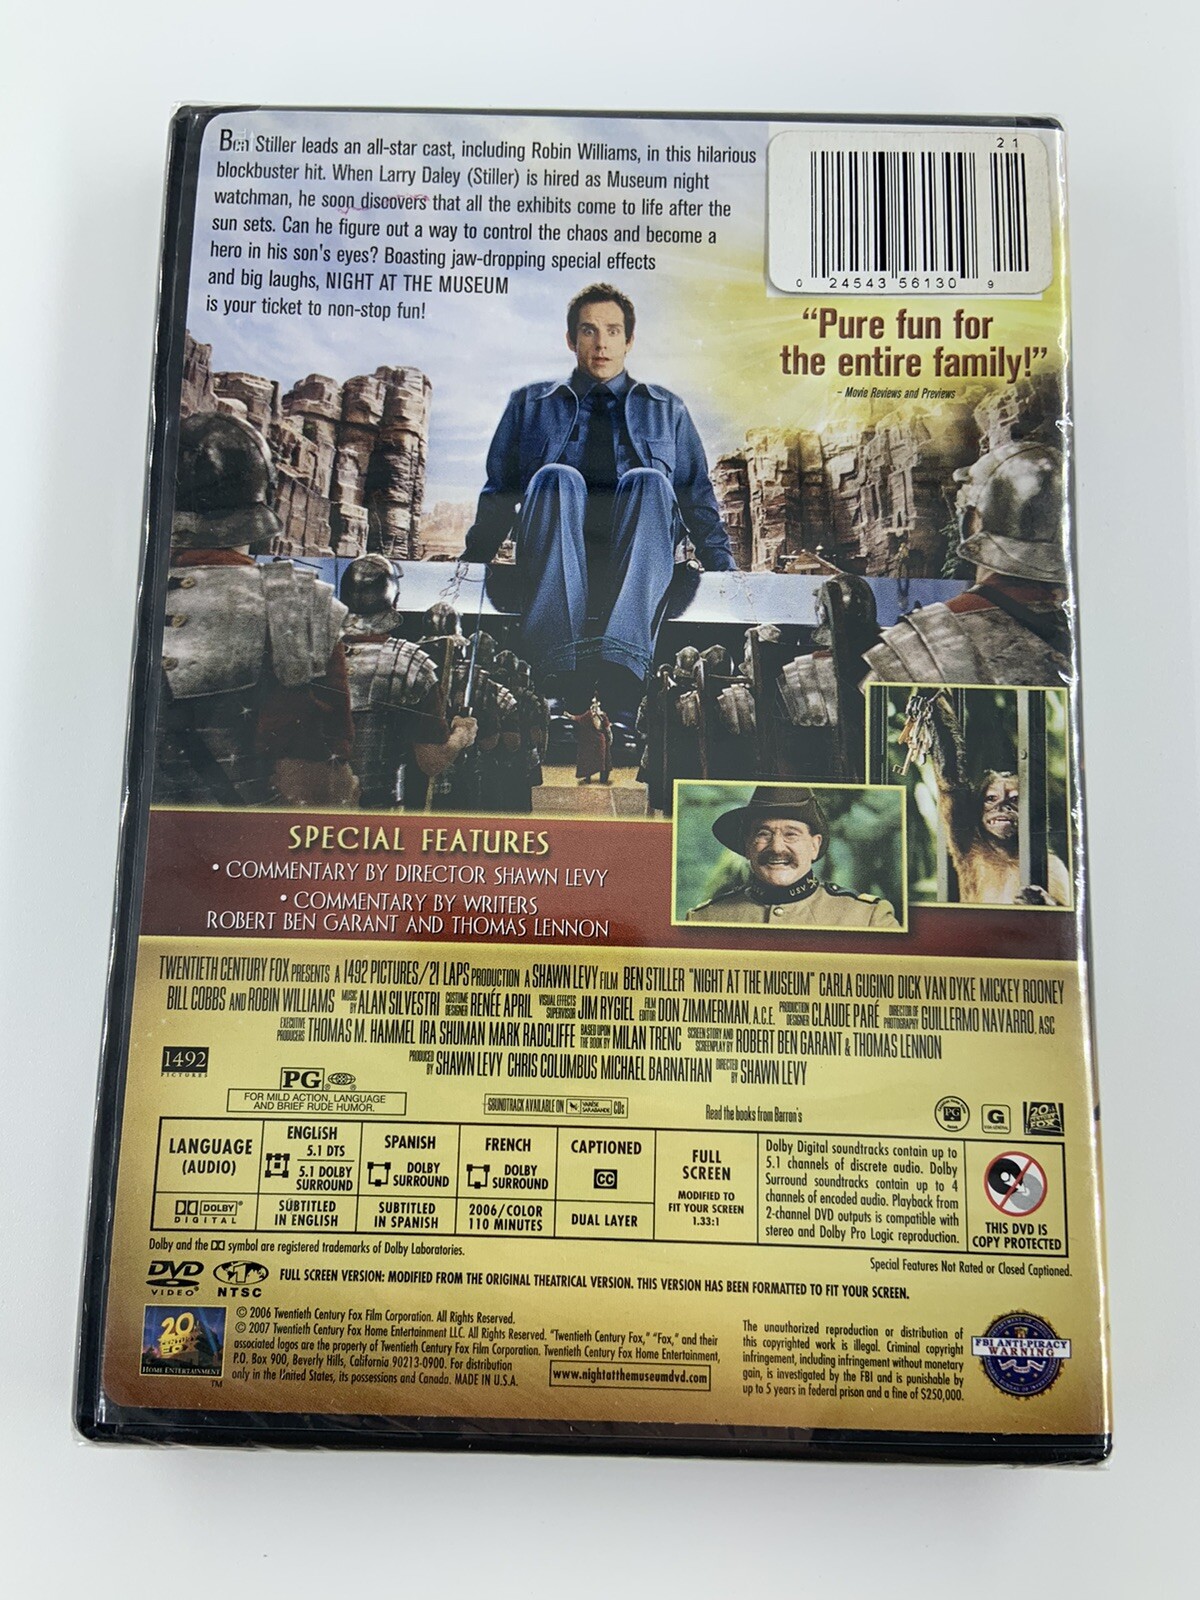 Ben Stiller leads an all-star cast, including Robin Williams, in this hilarious
blockbuster hit. When Larry Daley (Stiller) is hired as Museum night
watchman, he soon discovers that all the exhibits come to life after the
sun sets. Can he figure out a way to control the chaos and become a
hero in his son's eyes? Boasting jaw-dropping special effects
and big laughs, NIGHT AT THE MUSEUM
is your ticket to non-stop fun!
21
0 24543 56130 9
"Pure fun for
the entire family!"
– Movie Reviews and Previews
SPECIAL FEATURES
• COMMENTARY BY DIRECTOR SHAWN LEVY
• COMMENTARY BY WRITERS
ROBERT BEN GARANT AND THOMAS LENNON
TWENTIETH CENTURY FOX PRESENTS A 1492 PICTURES/21 LAPS PRODUCTION A SHAWN LEVY FILM BEN STILLER "NIGHT AT THE MUSEUM" CARLA GUGINO DICK VAN DYKE MICKEY ROONEY
BILL COBBS AND ROBIN WILLIAMS MUSIC BY ALAN SILVESTRI COSTUME DESIGNER RENÉE APRIL VISUAL EFFECTS SUPERVISOR JIM RYGIEL FILM EDITOR DON ZIMMERMAN, A.C.E. PRODUCTION DESIGNER CLAUDE PARÉ DIRECTOR OF PHOTOGRAPHY GUILLERMO NAVARRO, ASC
EXECUTIVE PRODUCERS THOMAS M. HAMMEL IRA SHUMAN MARK RADCLIFFE BASED UPON THE BOOK BY MILAN TRENC SCREEN STORY AND SCREENPLAY BY ROBERT BEN GARANT & THOMAS LENNON
PRODUCED BY SHAWN LEVY CHRIS COLUMBUS MICHAEL BARNATHAN DIRECTED BY SHAWN LEVY
1492
PICTURES
PG
FOR MILD ACTION, LANGUAGE
AND BRIEF RUDE HUMOR.
SOUNDTRACK AVAILABLE ON VARÈSE SARABANDE CDs
Read the books from Barron's
PG
G
20th CENTURY FOX
LANGUAGE
(AUDIO)
DOLBY
DIGITAL
ENGLISH
5.1 DTS
5.1 DOLBY
SURROUND
SUBTITLED
IN ENGLISH
SPANISH
DOLBY
SURROUND
SUBTITLED
IN SPANISH
FRENCH
DOLBY
SURROUND
2006/COLOR
110 MINUTES
CAPTIONED
CC
DUAL LAYER
FULL
SCREEN
MODIFIED TO
FIT YOUR SCREEN
1.33:1
Dolby Digital soundtracks contain up to
5.1 channels of discrete audio. Dolby
Surround soundtracks contain up to 4
channels of encoded audio. Playback from
2-channel DVD outputs is compatible with
stereo and Dolby Pro Logic reproduction.
THIS DVD IS
COPY PROTECTED
Dolby and the DD symbol are registered trademarks of Dolby Laboratories.
Special Features Not Rated or Closed Captioned.
DVD
VIDEO
NTSC
FULL SCREEN VERSION: MODIFIED FROM THE ORIGINAL THEATRICAL VERSION. THIS VERSION HAS BEEN FORMATTED TO FIT YOUR SCREEN.
20th CENTURY FOX
HOME ENTERTAINMENT
TM
© 2006 Twentieth Century Fox Film Corporation. All Rights Reserved.
© 2007 Twentieth Century Fox Home Entertainment LLC. All Rights Reserved. "Twentieth Century Fox," "Fox," and their
associated logos are the property of Twentieth Century Fox Film Corporation. Twentieth Century Fox Home Entertainment,
P.O. Box 900, Beverly Hills, California 90213-0900. For distribution
only in the United States, its possessions and Canada. MADE IN U.S.A.
www.nightatthemuseumdvd.com
The unauthorized reproduction or distribution of
this copyrighted work is illegal. Criminal copyright
infringement, including infringement without monetary
gain, is investigated by the FBI and is punishable by
up to 5 years in federal prison and a fine of $250,000.
FBI ANTI-PIRACY
WARNING